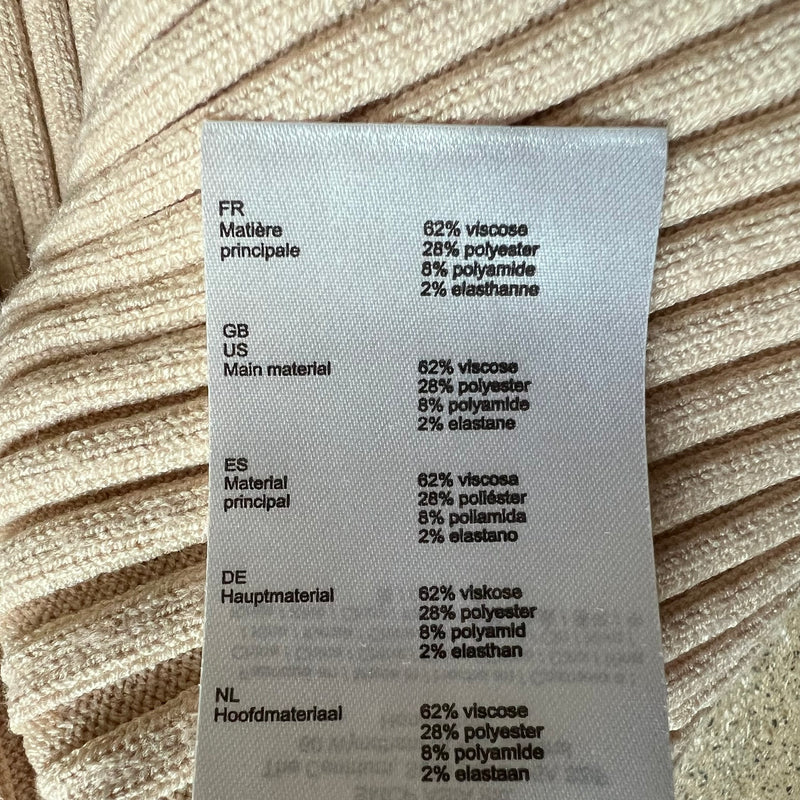 FR
Matière 62% viscose
principale 28% polyester
8% polyamide
2% elasthanne
GB
US
Main material 62% viscose
28% polyester
8% polyamide
2% elastane
ES
Material 62% viscosa
principal 28% poliéster
8% poliamida
2% elastano
DE
Hauptmaterial 62% viskose
28% polyester
8% polyamid
2% elasthan
NL
Hoofdmateriaal 62% viscose
28% polyester
8% polyamide
2% elastaan